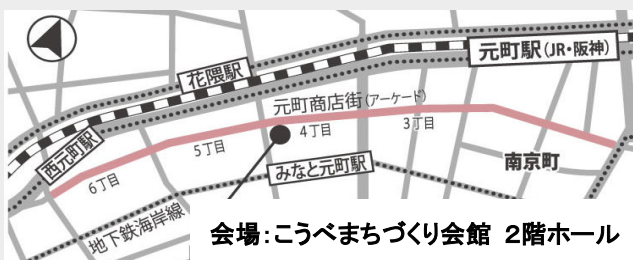 元町駅(JR・阪神)
花隈駅
元町商店街(アーケード)
西元町駅
5丁目
4丁目
3丁目
6丁目
みなと元町駅
南京町
地下鉄海岸線
会場:こうべまちづくり会館 2階ホール